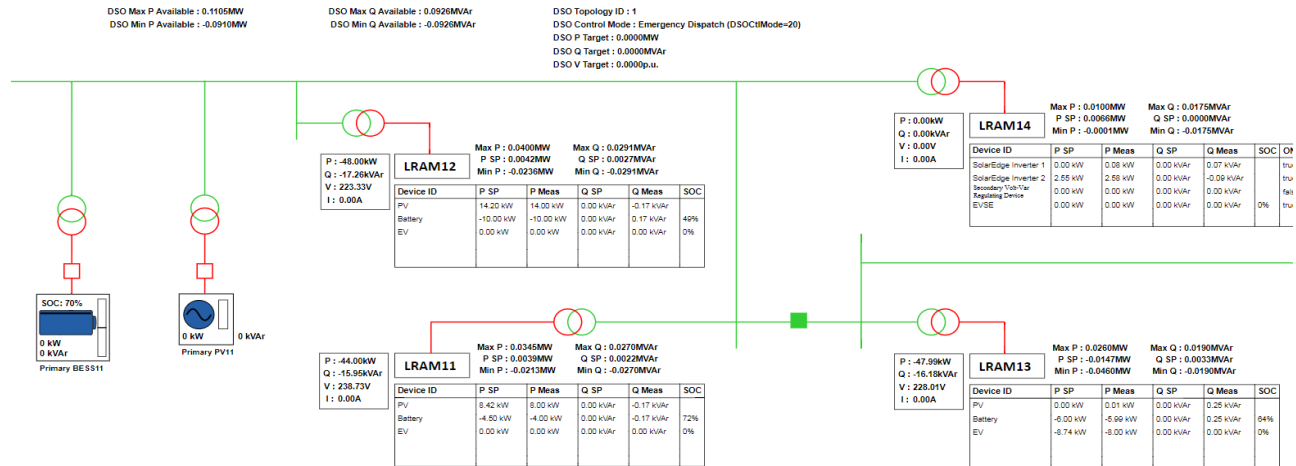 DSO Max P Available : 0.1105MW
DSO Min P Available : -0.0910MW
DSO Max Q Available : 0.0926MVAr
DSO Min Q Available : -0.0926MVAr
DSO Topology ID : 1
DSO Control Mode : Emergency Dispatch (DSOCtlMode=20)
DSO P Target : 0.0000MW
DSO Q Target : 0.0000MVAr
DSO V Target : 0.0000p.u.
P : -48.00kW
Q : -17.26kVAr
V : 223.33V
I : 0.00A
LRAM12
Max P : 0.0400MW Max Q : 0.0291MVAr
P SP : 0.0042MW Q SP : 0.0027MVAr
Min P : -0.0236MW Min Q : -0.0291MVAr
Device ID P SP P Meas Q SP Q Meas SOC
PV 14.20 kW 14.00 kW 0.00 kVAr -0.17 kVAr
Battery -10.00 kW -10.00 kW 0.00 kVAr 0.17 kVAr 49%
EV 0.00 kW 0.00 kW 0.00 kVAr 0.00 kVAr 0%
P : 0.00kW
Q : 0.00kVAr
V : 0.00V
I : 0.00A
LRAM14
Max P : 0.0100MW Max Q : 0.0175MVAr
P SP : 0.0066MW Q SP : 0.0000MVAr
Min P : -0.0001MW Min Q : -0.0175MVAr
Device ID P SP P Meas Q SP Q Meas SOC ON
SolarEdge Inverter 1 0.00 kW 0.08 kW 0.00 kVAr 0.07 kVAr tru
SolarEdge Inverter 2 2.55 kW 2.58 kW 0.00 kVAr -0.09 kVAr tru
Secondary Volt-Var
Regulating Device 0.00 kW 0.00 kW 0.00 kVAr 0.00 kVAr fals
EVSE 0.00 kW 0.00 kW 0.00 kVAr 0.00 kVAr 0% tru
SOC: 70%
0 kW
0 kVAr
Primary BESS11
0 kW 0 kVAr
Primary PV11
P : -44.00kW
Q : -15.95kVAr
V : 238.73V
I : 0.00A
LRAM11
Max P : 0.0345MW Max Q : 0.0270MVAr
P SP : 0.0039MW Q SP : 0.0022MVAr
Min P : -0.0213MW Min Q : -0.0270MVAr
Device ID P SP P Meas Q SP Q Meas SOC
PV 8.42 kW 8.00 kW 0.00 kVAr -0.17 kVAr
Battery -4.50 kW -4.00 kW 0.00 kVAr -0.17 kVAr 72%
EV 0.00 kW 0.00 kW 0.00 kVAr 0.00 kVAr 0%
P : -47.99kW
Q : -16.18kVAr
V : 228.01V
I : 0.00A
LRAM13
Max P : 0.0260MW Max Q : 0.0190MVAr
P SP : -0.0147MW Q SP : 0.0033MVAr
Min P : -0.0460MW Min Q : -0.0190MVAr
Device ID P SP P Meas Q SP Q Meas SOC
PV 0.00 kW 0.01 kW 0.00 kVAr 0.25 kVAr
Battery -6.00 kW -5.99 kW 0.00 kVAr 0.25 kVAr 64%
EV -8.74 kW -8.00 kW 0.00 kVAr 0.00 kVAr 0%